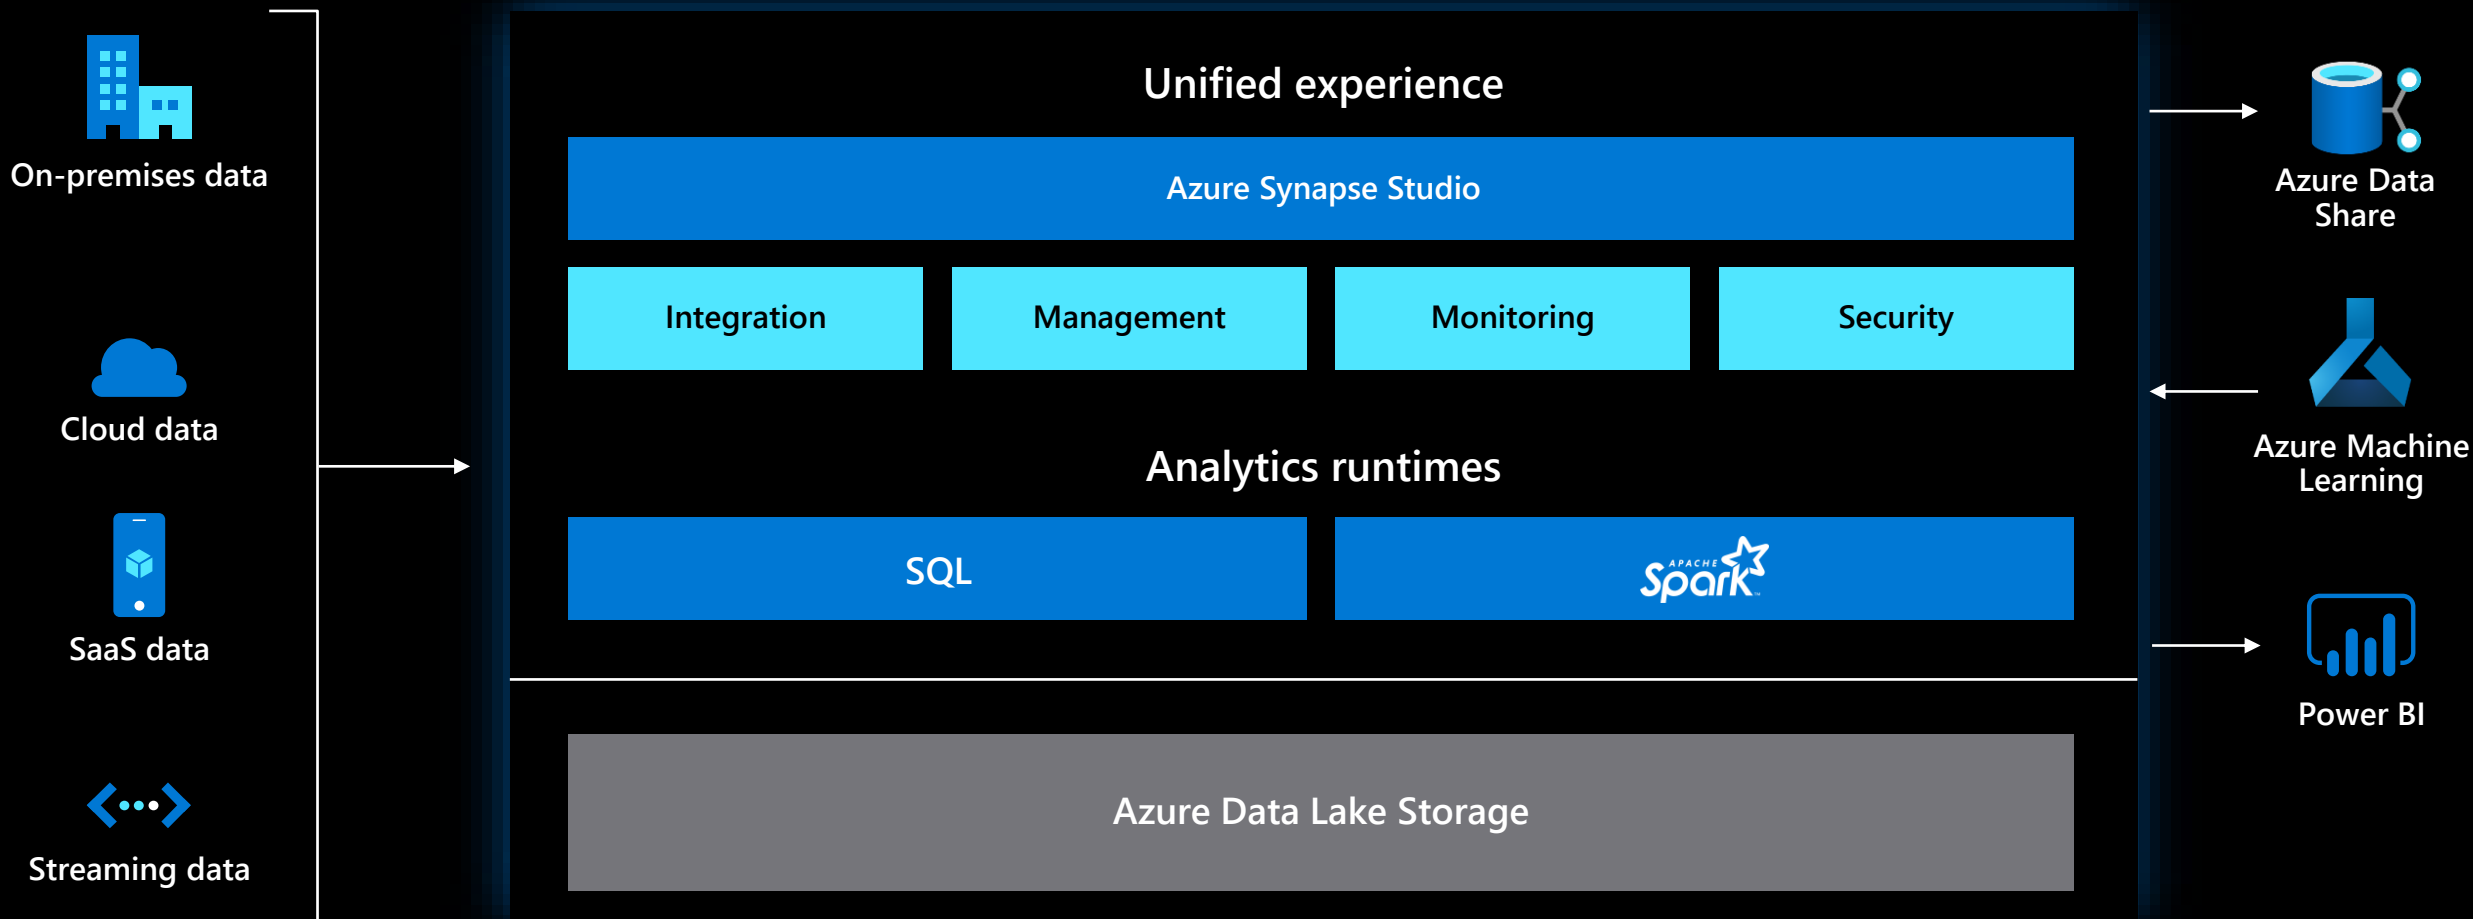 On-premises data
Cloud data
SaaS data
Streaming data
Unified experience
Azure Synapse Studio
Integration
Management
Monitoring
Security
Analytics runtimes
SQL
APACHE
Spark
Azure Data Lake Storage
Azure Data
Share
Azure Machine
Learning
Power BI